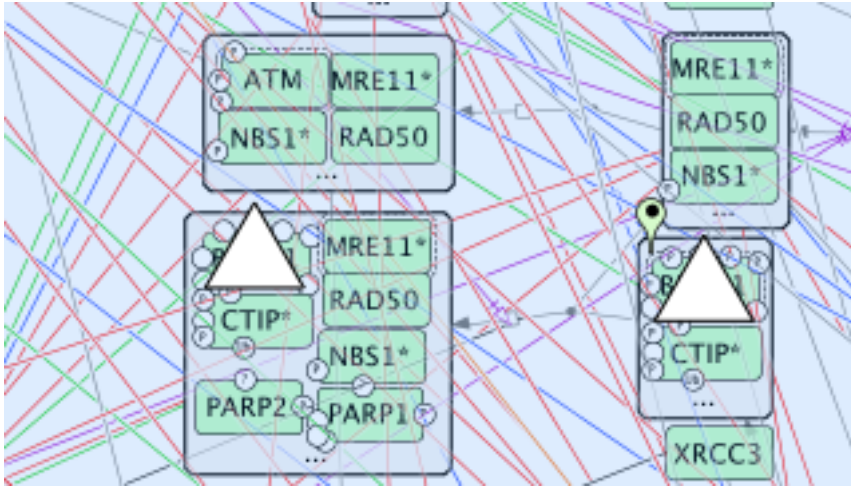 ATM MRE11*
NBS1* RAD50
...
MRE11*
RAD50
NBS1*
...
MRE11*
RAD50
CTIP*
NBS1*
PARP2 PARP1
...
CTIP*
...
XRCC3